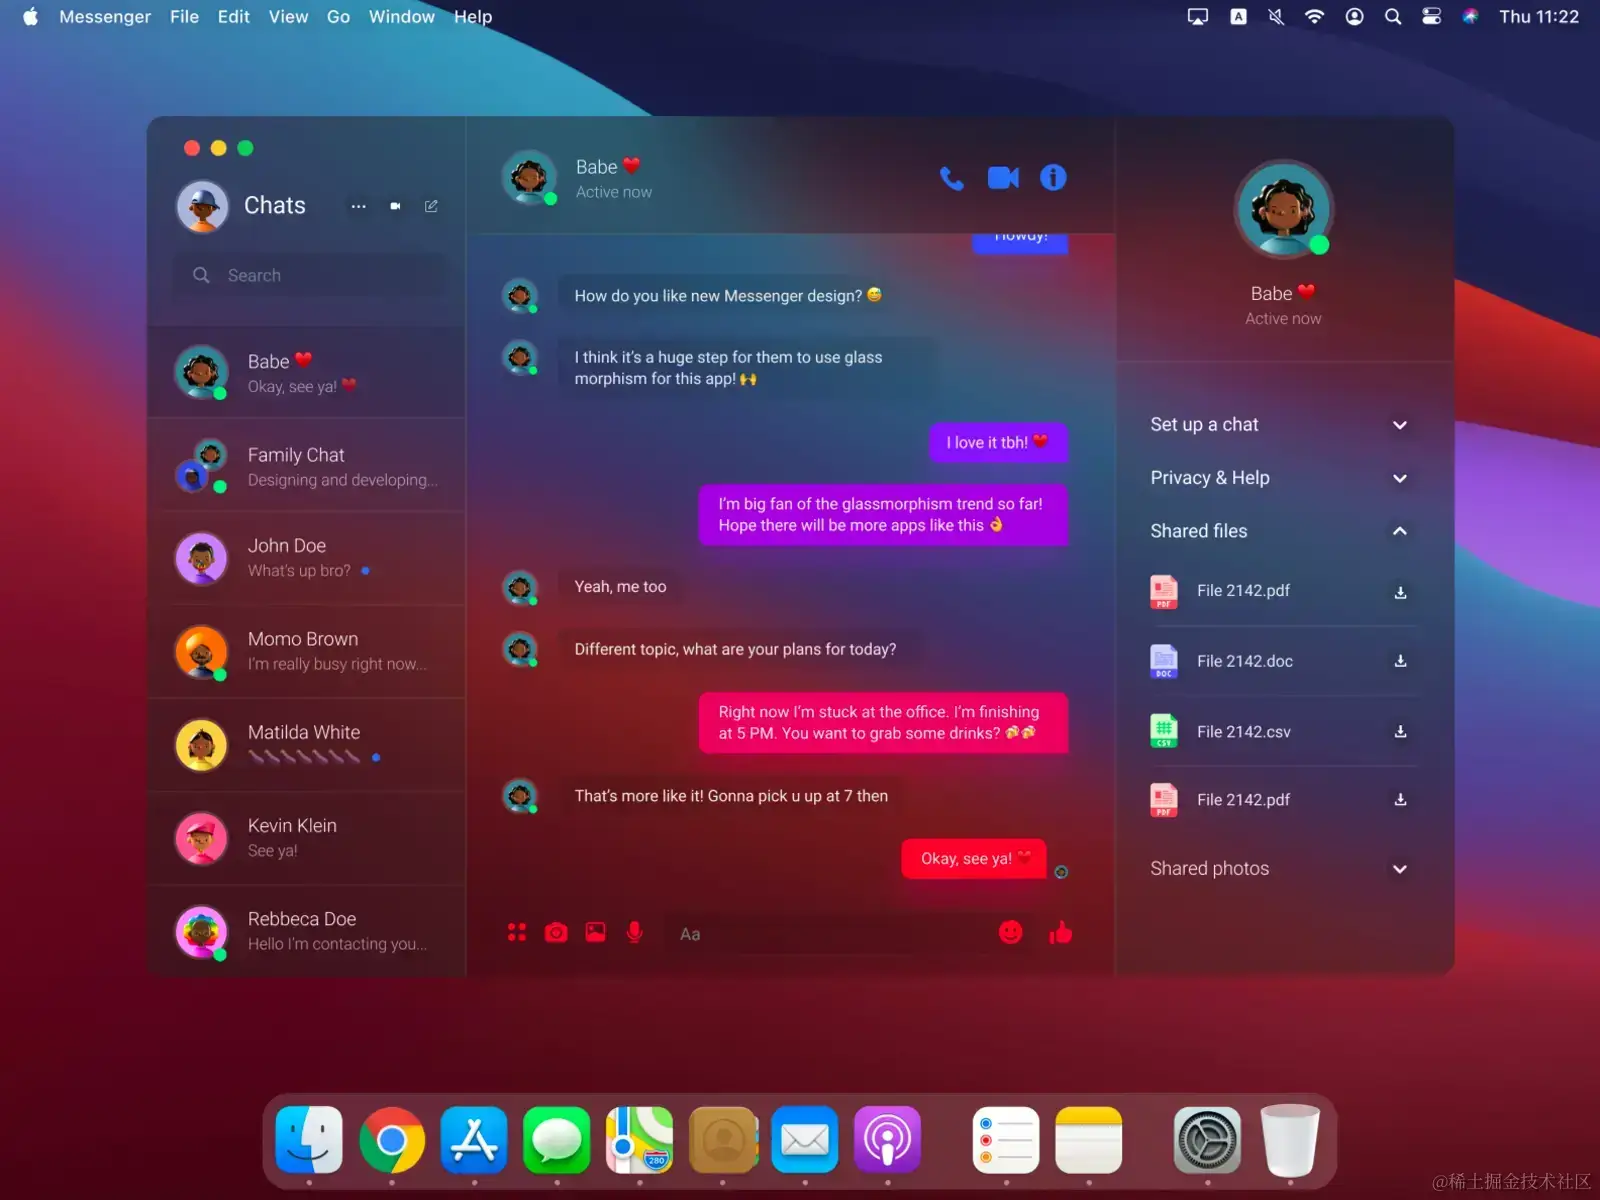 Messenger File Edit View Go Window Help
A
Thu 11:22
Chats
Search
Babe ❤️
Okay, see ya! ❤️
Family Chat
Designing and developing...
John Doe
What's up bro?
Momo Brown
I'm really busy right now...
Matilda White
🍆🍆🍆🍆🍆🍆🍆
Kevin Klein
See ya!
Rebbeca Doe
Hello I'm contacting you...
Babe ❤️
Active now
Howdy!
How do you like new Messenger design? 😅
I think it's a huge step for them to use glass
morphism for this app! 🙌
I love it tbh! ❤️
I'm big fan of the glassmorphism trend so far!
Hope there will be more apps like this 👌
Yeah, me too
Different topic, what are your plans for today?
Right now I'm stuck at the office. I'm finishing
at 5 PM. You want to grab some drinks? 🍻🍻
That's more like it! Gonna pick u up at 7 then
Okay, see ya! ❤️
Aa
Babe ❤️
Active now
Set up a chat
Privacy & Help
Shared files
PDF
File 2142.pdf
DOC
File 2142.doc
CSV
File 2142.csv
PDF
File 2142.pdf
Shared photos
280
@稀土掘金技术社区